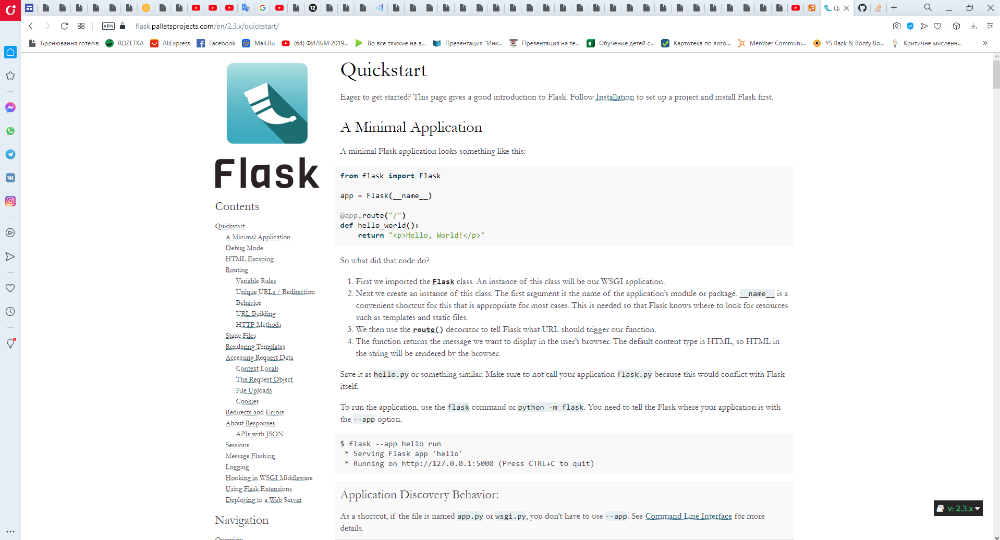 12
Qu
VPN
flask.palletsprojects.com/en/2.3.x/quickstart/
Бронювання готелів
ROZETKA
AliExpress
Facebook
Mail.Ru
(64) ФИЛЬМ 2019...
Во все тяжкие на а...
Презентация "Инк...
Презентация на те...
Обучение детей с...
Картотека по лого...
Member Communi...
YS Back & Booty Bo...
Критичне мисленн...
»
Flask
Contents
Quickstart
A Minimal Application
Debug Mode
HTML Escaping
Routing
Variable Rules
Unique URLs / Redirection
Behavior
URL Building
HTTP Methods
Static Files
Rendering Templates
Accessing Request Data
Context Locals
The Request Object
File Uploads
Cookies
Redirects and Errors
About Responses
APIs with JSON
Sessions
Message Flashing
Logging
Hooking in WSGI Middleware
Using Flask Extensions
Deploying to a Web Server
Navigation
Overview
Quickstart
Eager to get started? This page gives a good introduction to Flask. Follow Installation to set up a project and install Flask first.
A Minimal Application
A minimal Flask application looks something like this:
from flask import Flask
app = Flask(__name__)
@app.route("/")
def hello_world():
    return "<p>Hello, World!</p>"
So what did that code do?
1. First we imported the Flask class. An instance of this class will be our WSGI application.
2. Next we create an instance of this class. The first argument is the name of the application’s module or package. __name__ is a
convenient shortcut for this that is appropriate for most cases. This is needed so that Flask knows where to look for resources
such as templates and static files.
3. We then use the route() decorator to tell Flask what URL should trigger our function.
4. The function returns the message we want to display in the user’s browser. The default content type is HTML, so HTML in
the string will be rendered by the browser.
Save it as hello.py or something similar. Make sure to not call your application flask.py because this would conflict with Flask
itself.
To run the application, use the flask command or python -m flask. You need to tell the Flask where your application is with
the --app option.
$ flask --app hello run
 * Serving Flask app 'hello'
 * Running on http://127.0.0.1:5000 (Press CTRL+C to quit)
Application Discovery Behavior:
As a shortcut, if the file is named app.py or wsgi.py, you don’t have to use --app. See Command Line Interface for more
details.
v: 2.3.x